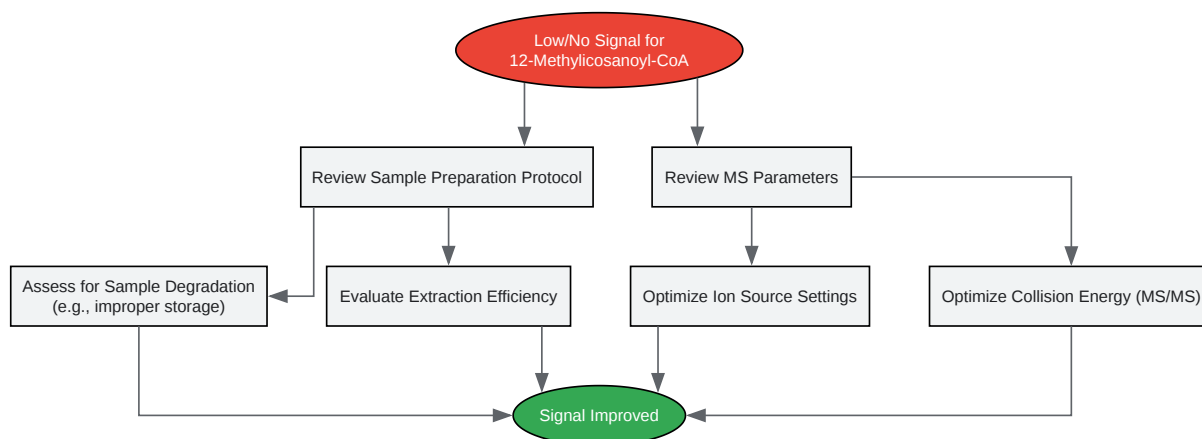 Low/No Signal for
12-Methylicosanoyl-CoA
Review Sample Preparation Protocol
Review MS Parameters
Assess for Sample Degradation
(e.g., improper storage)
Evaluate Extraction Efficiency
Optimize Ion Source Settings
Optimize Collision Energy (MS/MS)
Signal Improved